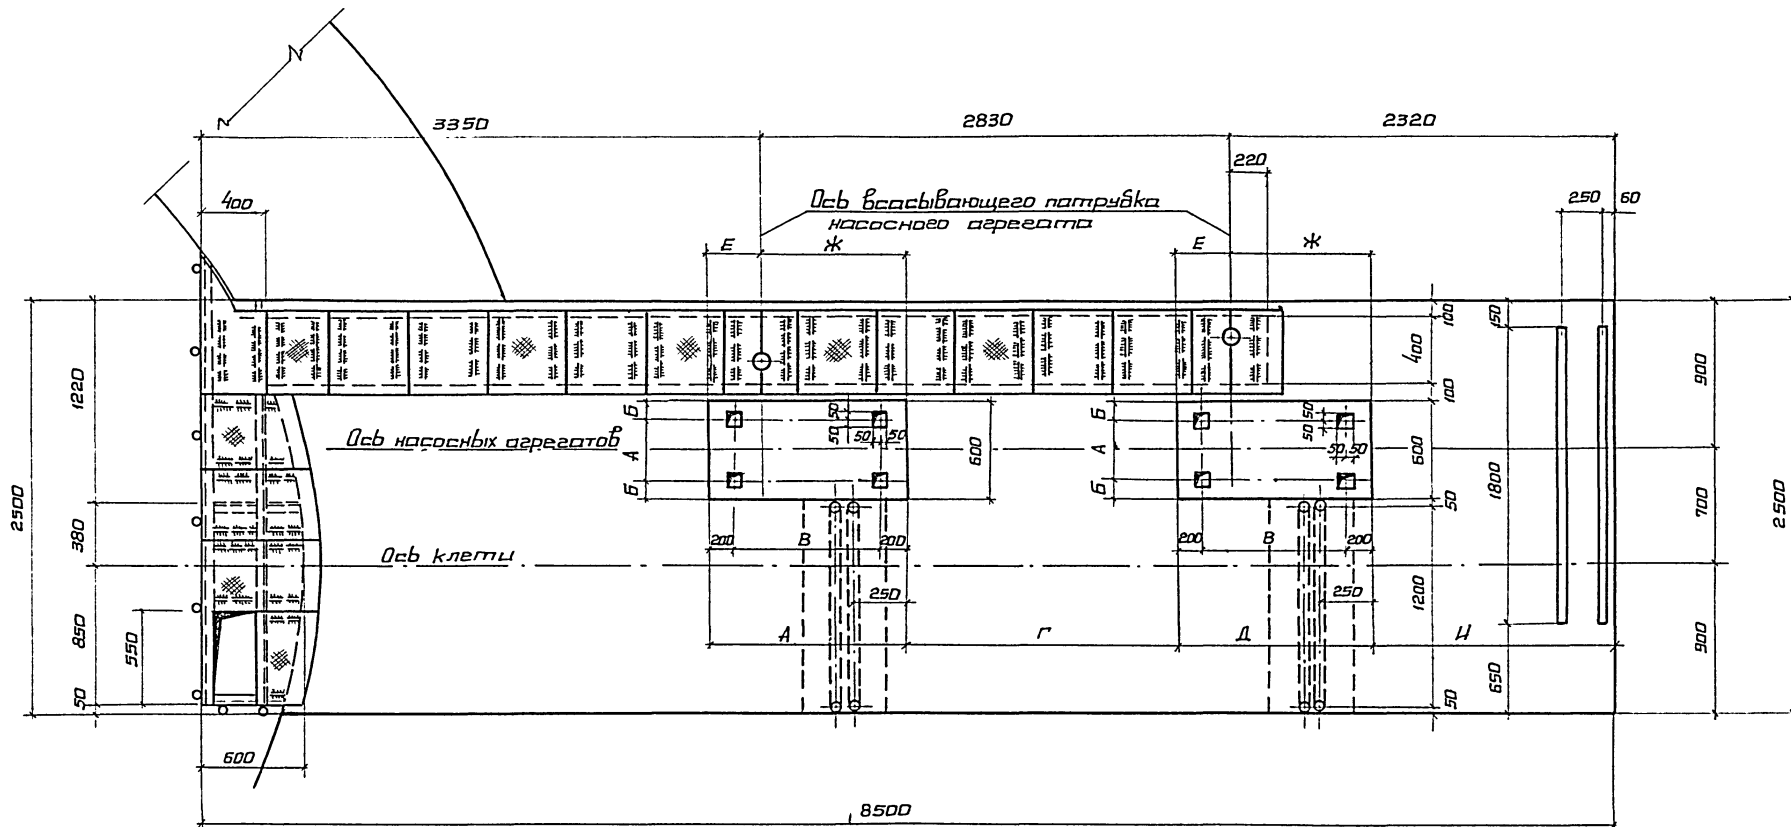 3350
2830
2320
220
400
Ось всасывающего патрубка
насосного агрегата
250
60
Е
Ж
Е
Ж
100
400
100
150
900
1220
Б
А
Б
50
50
50
50
600
Б
А
Б
50
50
50
50
600
50
Ось насосных агрегатов
2500
380
1800
700
2500
200
В
200
200
В
200
Ось клети
250
250
1200
850
550
А
Г
Д
И
650
900
50
50
600
8500